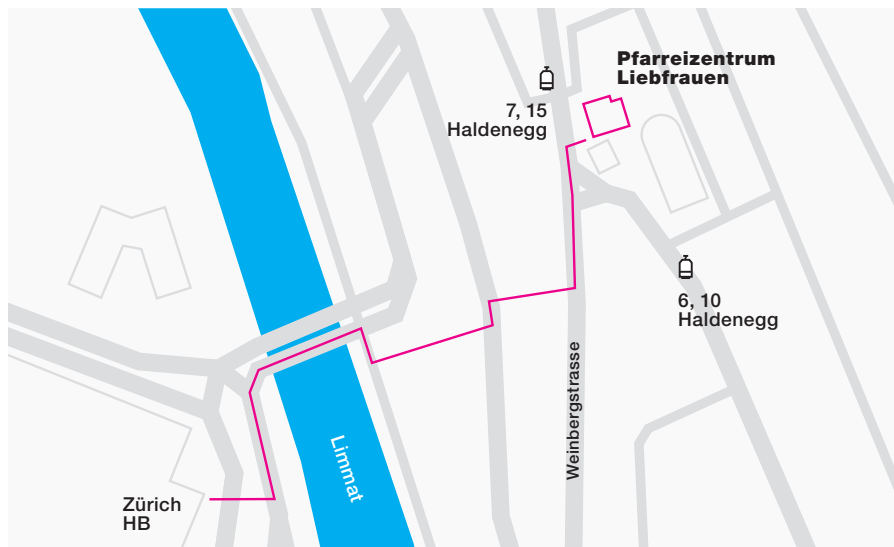 Pfarreizentrum
Liebfrauen
7, 15
Haldenegg
6, 10
Haldenegg
Weinbergstrasse
Limmat
Zürich
HB